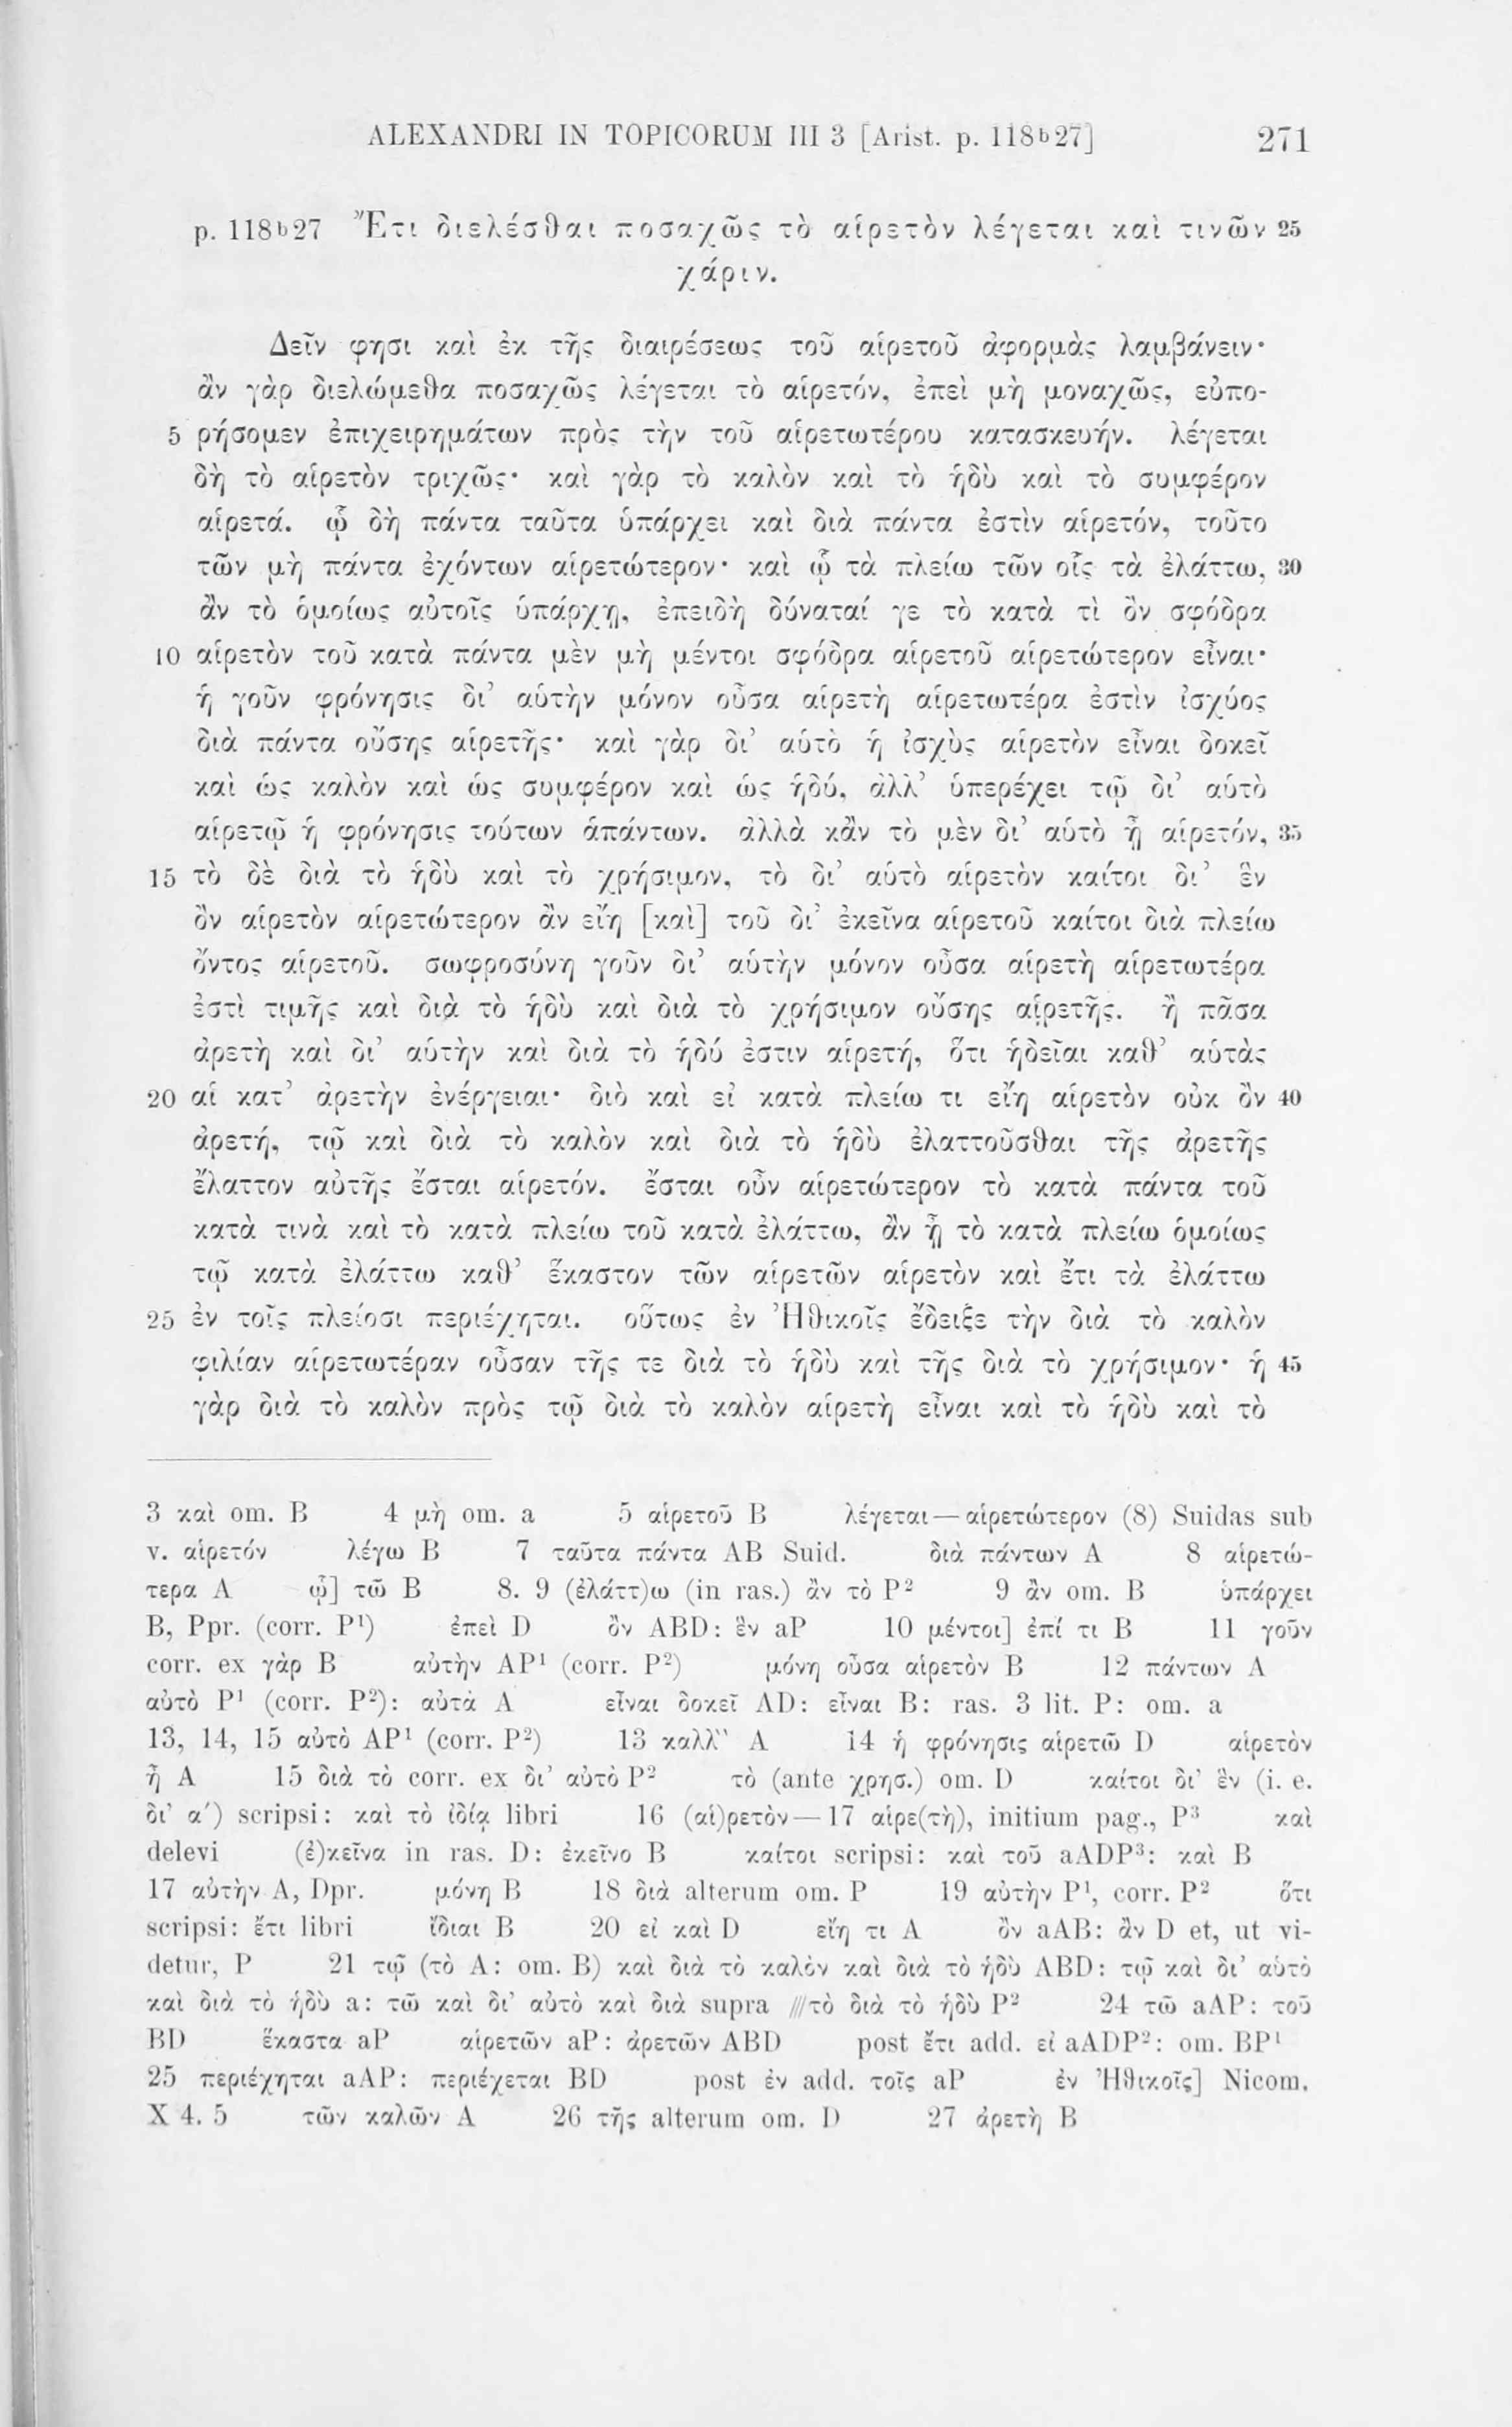 ALEXANDRI IN TOPICORUM III 3 [Arist. p. 118ᵇ27] 271
p. 118ᵇ27 Ἔτι διελέσθαι ποσαχῶς τὸ αἱρετὸν λέγεται καὶ τινῶν 25
χάριν.
Δεῖν φησι καὶ ἐκ τῆς διαιρέσεως τοῦ αἱρετοῦ ἀφορμὰς λαμβάνειν·
ἂν γὰρ διελώμεθα ποσαχῶς λέγεται τὸ αἱρετόν, ἐπεὶ μὴ μοναχῶς, εὐπο-
5 ρήσομεν ἐπιχειρημάτων πρὸς τὴν τοῦ αἱρετωτέρου κατασκευήν. λέγεται
δὴ τὸ αἱρετὸν τριχῶς· καὶ γὰρ τὸ καλὸν καὶ τὸ ἡδὺ καὶ τὸ συμφέρον
αἱρετά. ᾧ δὴ πάντα ταῦτα ὑπάρχει καὶ διὰ πάντα ἐστὶν αἱρετόν, τοῦτο
τῶν μὴ πάντα ἐχόντων αἱρετώτερον· καὶ ᾧ τὰ πλείω τῶν οἷς τὰ ἐλάττω, 30
ἂν τὸ ὁμοίως αὐτοῖς ὑπάρχῃ, ἐπειδὴ δύναταί γε τὸ κατὰ τὶ ὂν σφόδρα
10 αἱρετὸν τοῦ κατὰ πάντα μὲν μὴ μέντοι σφόδρα αἱρετοῦ αἱρετώτερον εἶναι·
ἡ γοῦν φρόνησις δι’ αὑτὴν μόνον οὖσα αἱρετὴ αἱρετωτέρα ἐστὶν ἰσχύος
διὰ πάντα οὔσης αἱρετῆς· καὶ γὰρ δι’ αὑτὸ ἡ ἰσχὺς αἱρετὸν εἶναι δοκεῖ
καὶ ὡς καλὸν καὶ ὡς συμφέρον καὶ ὡς ἡδύ, ἀλλ’ ὑπερέχει τῷ δι’ αὑτὸ
αἱρετῷ ἡ φρόνησις τούτων ἁπάντων. ἀλλὰ κἂν τὸ μὲν δι’ αὑτὸ ᾖ αἱρετόν, 35
15 τὸ δὲ διὰ τὸ ἡδὺ καὶ τὸ χρήσιμον, τὸ δι’ αὑτὸ αἱρετὸν καίτοι δι’ ἓν
ὂν αἱρετὸν αἱρετώτερον ἂν εἴη [καὶ] τοῦ δι’ ἐκεῖνα αἱρετοῦ καίτοι διὰ πλείω
ὄντος αἱρετοῦ. σωφροσύνη γοῦν δι’ αὑτὴν μόνον οὖσα αἱρετὴ αἱρετωτέρα
ἐστὶ τιμῆς καὶ διὰ τὸ ἡδὺ καὶ διὰ τὸ χρήσιμον οὔσης αἱρετῆς. ἢ πᾶσα
ἀρετὴ καὶ δι’ αὑτὴν καὶ διὰ τὸ ἡδύ ἐστιν αἱρετή, ὅτι ἡδεῖαι καθ’ αὑτὰς
20 αἱ κατ’ ἀρετὴν ἐνέργειαι· διὸ καὶ εἰ κατὰ πλείω τι εἴη αἱρετὸν οὐκ ὂν 40
ἀρετή, τῷ καὶ διὰ τὸ καλὸν καὶ διὰ τὸ ἡδὺ ἐλαττοῦσθαι τῆς ἀρετῆς
ἔλαττον αὐτῆς ἔσται αἱρετόν. ἔσται οὖν αἱρετώτερον τὸ κατὰ πάντα τοῦ
κατὰ τινὰ καὶ τὸ κατὰ πλείω τοῦ κατὰ ἐλάττω, ἂν ᾖ τὸ κατὰ πλείω ὁμοίως
τῷ κατὰ ἐλάττω καθ’ ἕκαστον τῶν αἱρετῶν αἱρετὸν καὶ ἔτι τὰ ἐλάττω
25 ἐν τοῖς πλείοσι περιέχηται. οὕτως ἐν Ἠθικοῖς ἔδειξε τὴν διὰ τὸ καλὸν
φιλίαν αἱρετωτέραν οὖσαν τῆς τε διὰ τὸ ἡδὺ καὶ τῆς διὰ τὸ χρήσιμον· ἡ 45
γὰρ διὰ τὸ καλὸν πρὸς τῷ διὰ τὸ καλὸν αἱρετὴ εἶναι καὶ τὸ ἡδὺ καὶ τὸ
3 καὶ om. B 4 μὴ om. a 5 αἱρετοῦ B λέγεται—αἱρετώτερον (8) Suidas sub
v. αἱρετόν λέγω B 7 ταῦτα πάντα AB Suid. διὰ πάντων A 8 αἱρετώ-
τερα A ᾧ] τῶ B 8. 9 (ἐλάττ)ω (in ras.) ἂν τὸ P² 9 ἂν om. B ὑπάρχει
B, Ppr. (corr. P¹) ἐπεὶ D ὂν ABD: ἓν aP 10 μέντοι] ἐπί τι B 11 γοῦν
corr. ex γὰρ B αὐτὴν AP¹ (corr. P²) μόνη οὖσα αἱρετὸν B 12 πάντων A
αὐτὸ P¹ (corr. P²): αὐτὰ A εἶναι δοκεῖ AD: εἶναι B: ras. 3 lit. P: om. a
13, 14, 15 αὐτὸ AP¹ (corr. P²) 13 καλλ’’ A 14 ἡ φρόνησις αἱρετῶ D αἱρετὸν
ἦ A 15 διὰ τὸ corr. ex δι’ αὐτὸ P² τὸ (ante χρησ.) om. D καίτοι δι’ ἓν (i. e.
δι’ α′) scripsi: καὶ τὸ ἰδίᾳ libri 16 (αἱ)ρετὸν—17 αἱρε(τὴ), initium pag., P³ καὶ
delevi (ἐ)κεῖνα in ras. D: ἐκεῖνο B καίτοι scripsi: καὶ τοῦ aADP³: καὶ B
17 αὐτὴν A, Dpr. μόνη B 18 διὰ alterum om. P 19 αὐτὴν P¹, corr. P² ὅτι
scripsi: ἔτι libri ἴδιαι B 20 εἰ καὶ D εἴη τι A ὂν aAB: ἂν D et, ut vi-
detur, P 21 τῷ (τὸ A: om. B) καὶ διὰ τὸ καλὸν καὶ διὰ τὸ ἡδὺ ABD: τῷ καὶ δι’ αὑτὸ
καὶ διὰ τὸ ἡδὺ a: τῶ καὶ δι’ αὐτὸ καὶ διὰ supra ///τὸ διὰ τὸ ἡδὺ P² 24 τῶ aAP: τοῦ
BD ἕκαστα aP αἱρετῶν aP: ἀρετῶν ABD post ἔτι add. εἰ aADP²: om. BP¹
25 περιέχηται aAP: περιέχεται BD post ἐν add. τοῖς aP ἐν Ἠθικοῖς] Nicom.
X 4. 5 τῶν καλῶν A 26 τῆς alterum om. D 27 ἀρετὴ B